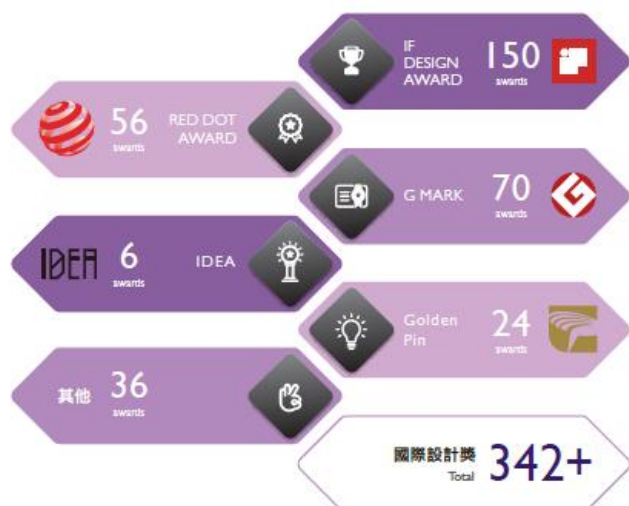 IF
DESIGN
AWARD
150
awards
56
awards
RED DOT
AWARD
G MARK
70
awards
IDEA
6
awards
IDEA
Golden
Pin
24
awards
其他
36
awards
國際設計獎
Total
342+